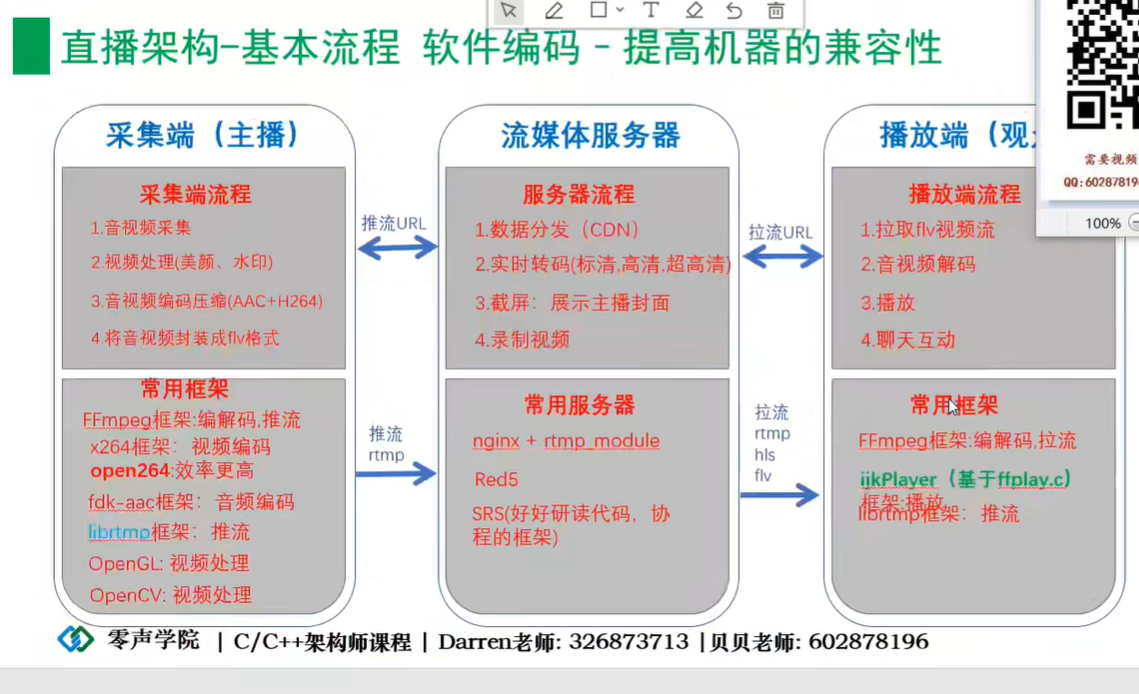 直播架构-基本流程 软件编码 - 提高机器的兼容性
采集端（主播）
采集端流程
1.音视频采集
2.视频处理(美颜、水印)
3.音视频编码压缩(AAC+H264)
4.将音视频封装成flv格式
常用框架
FFmpeg框架:编解码,推流
x264框架：视频编码
open264:效率更高
fdk-aac框架：音频编码
librtmp框架：推流
OpenGL: 视频处理
OpenCV: 视频处理
推流URL
推流
rtmp
流媒体服务器
服务器流程
1.数据分发（CDN）
2.实时转码(标清,高清,超高清)
3.截屏：展示主播封面
4.录制视频
常用服务器
nginx + rtmp_module
Red5
SRS(好好研读代码，协
程的框架)
拉流URL
拉流
rtmp
hls
flv
播放端（观
播放端流程
1.拉取flv视频流
2.音视频解码
3.播放
4.聊天互动
常用框架
FFmpeg框架:编解码,拉流
ijkPlayer（基于ffplay.c）
框架:播放
librtmp框架：推流
需要视频
QQ:60287819
100%
零声学院 | C/C++架构师课程 | Darren老师: 326873713 |贝贝老师: 602878196